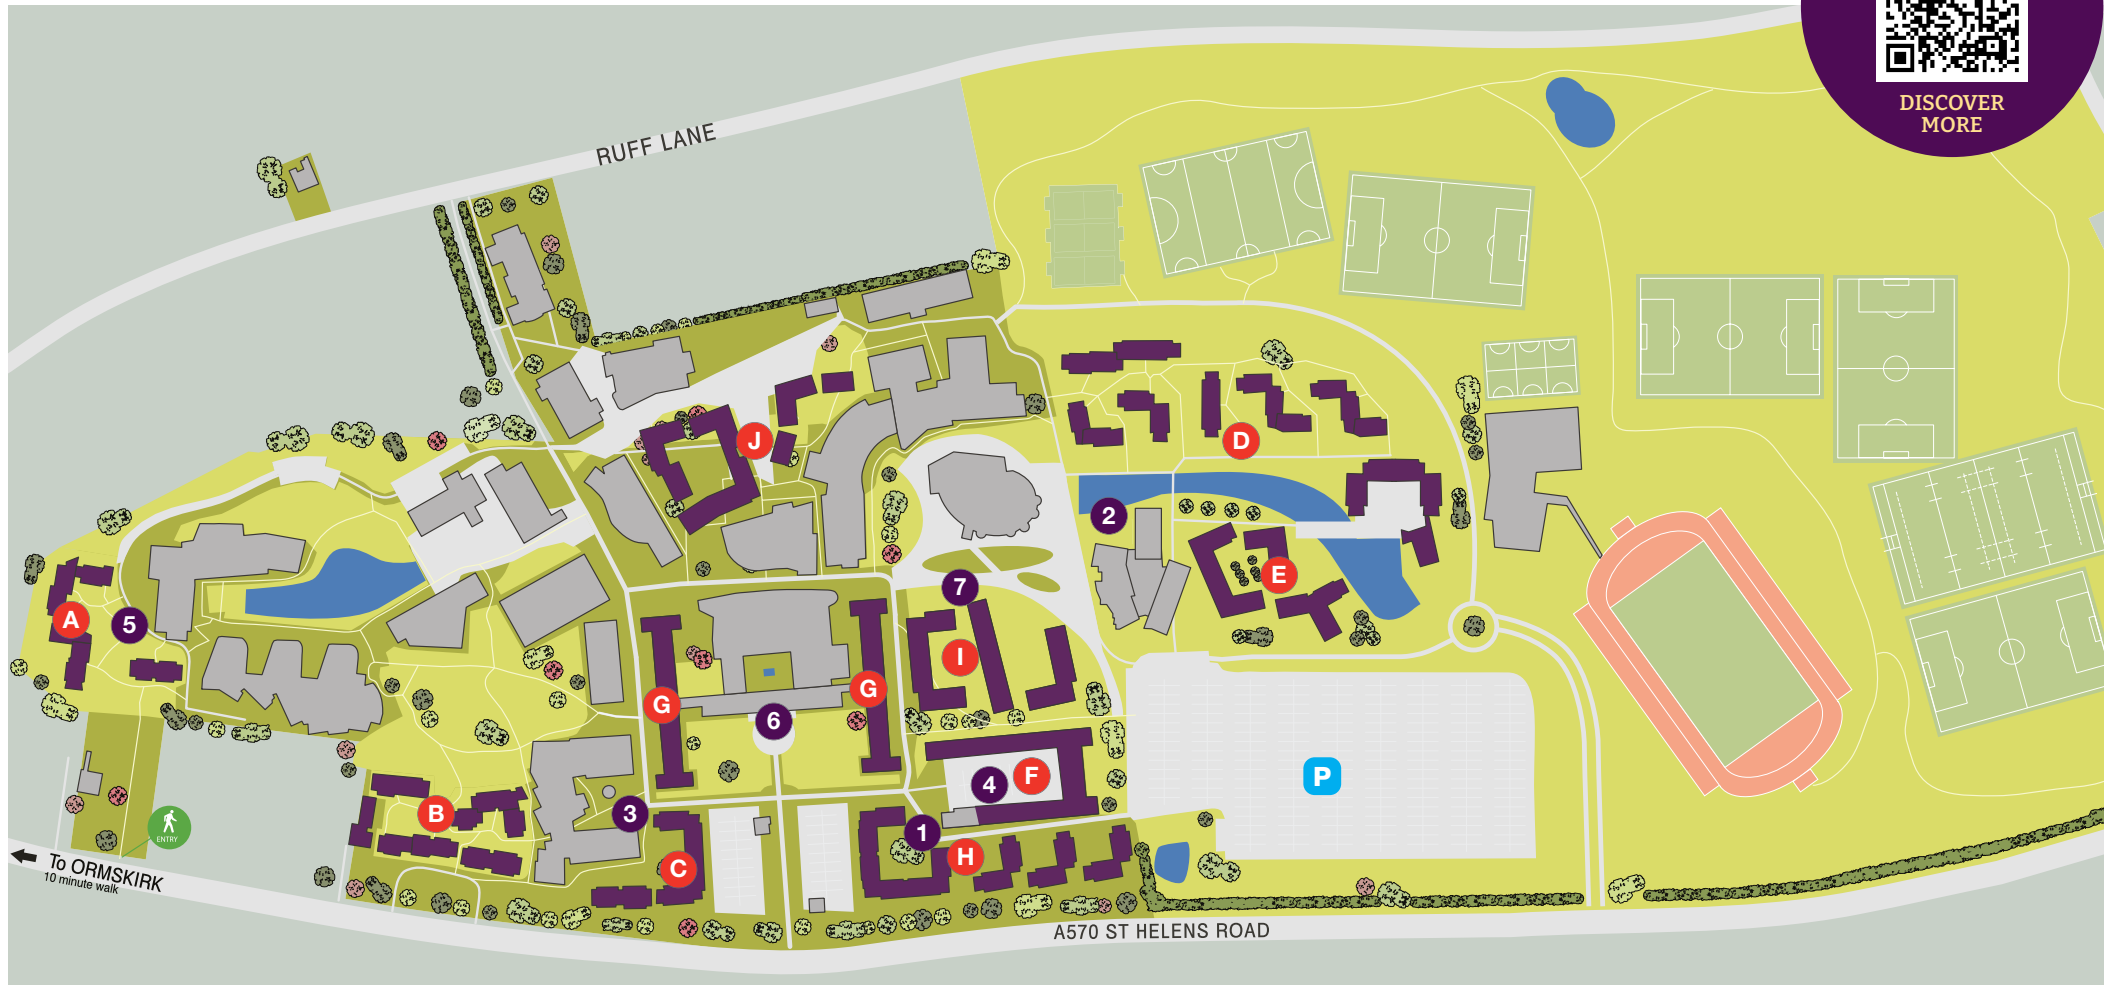 DISCOVER
MORE
RUFF LANE
J
D
2
E
7
A
5
I
G
G
6
P
4
F
B
3
1
H
C
ENTRY
To ORMSKIRK
10 minute walk
A570 ST HELENS ROAD